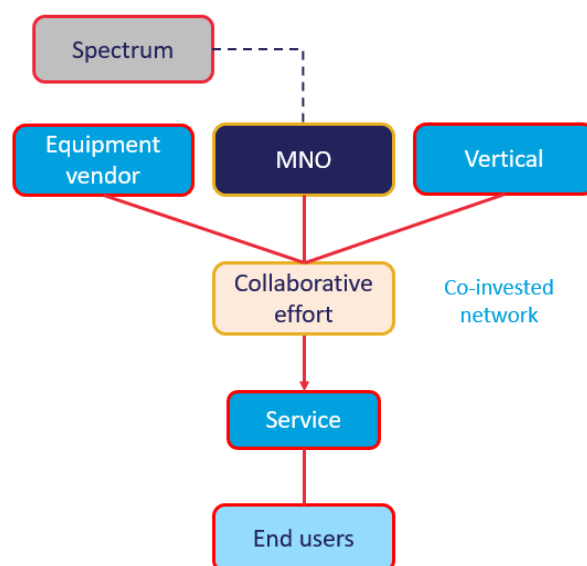 Spectrum
Equipment
vendor
MNO
Vertical
Collaborative
effort
Co-invested
network
Service
End users